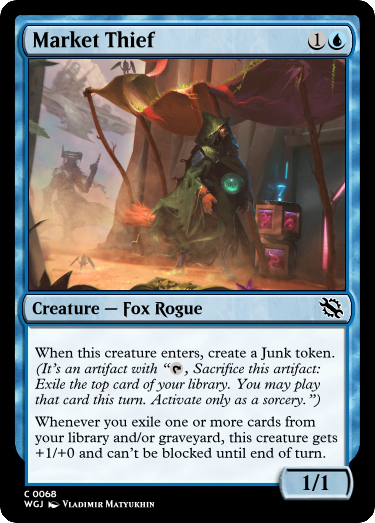 Market Thief
1
Creature — Fox Rogue
When this creature enters, create a Junk token.
(It's an artifact with “, Sacrifice this artifact:
Exile the top card of your library. You may play
that card this turn. Activate only as a sorcery.”)
Whenever you exile one or more cards from
your library and/or graveyard, this creature gets
+1/+0 and can't be blocked until end of turn.
1/1
C 0068
WGJ Vladimir Matyukhin